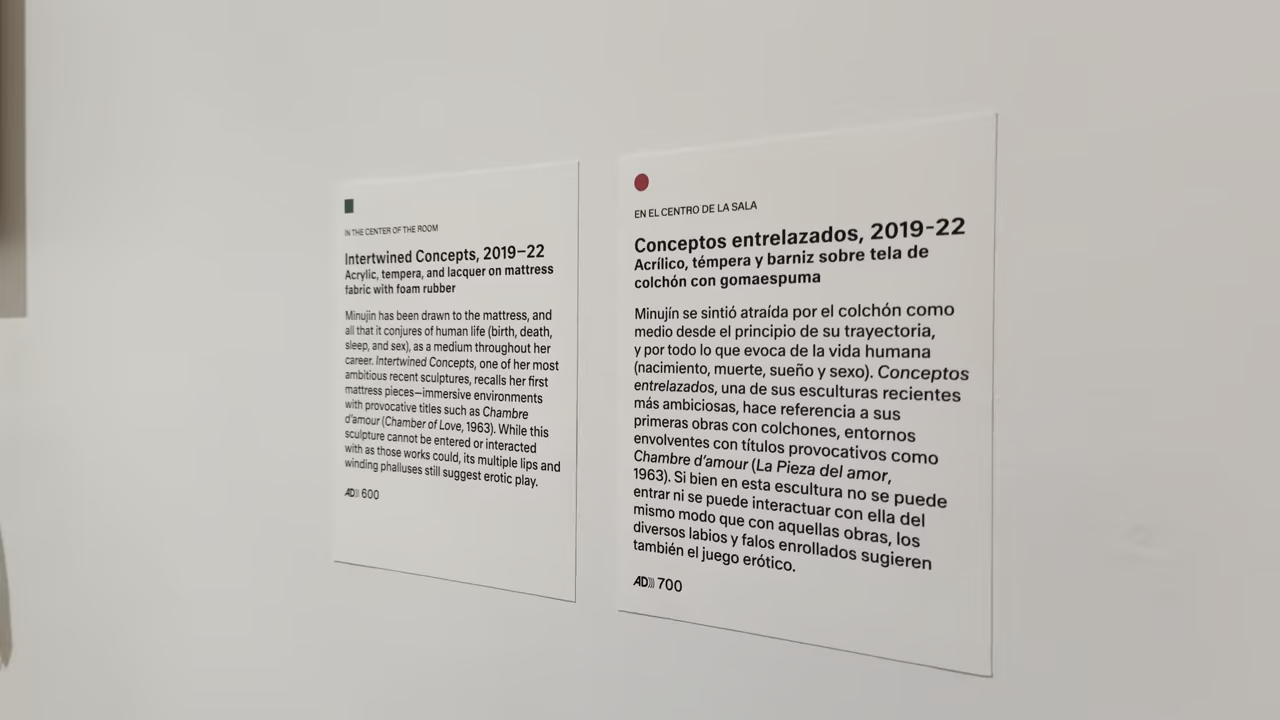 IN THE CENTER OF THE ROOM
Intertwined Concepts, 2019–22
Acrylic, tempera, and lacquer on mattress
fabric with foam rubber
Minujin has been drawn to the mattress, and
all that it conjures of human life (birth, death,
sleep, and sex), as a medium throughout her
career. Intertwined Concepts, one of her most
ambitious recent sculptures, recalls her first
mattress pieces—immersive environments
with provocative titles such as Chambre
d'amour (Chamber of Love, 1963). While this
sculpture cannot be entered or interacted
with as those works could, its multiple lips and
winding phalluses still suggest erotic play.
AD))) 600
EN EL CENTRO DE LA SALA
Conceptos entrelazados, 2019-22
Acrílico, témpera y barniz sobre tela de
colchón con gomaespuma
Minujín se sintió atraída por el colchón como
medio desde el principio de su trayectoria,
y por todo lo que evoca de la vida humana
(nacimiento, muerte, sueño y sexo). Conceptos
entrelazados, una de sus esculturas recientes
más ambiciosas, hace referencia a sus
primeras obras con colchones, entornos
envolventes con títulos provocativos como
Chambre d'amour (La Pieza del amor,
1963). Si bien en esta escultura no se puede
entrar ni se puede interactuar con ella del
mismo modo que con aquellas obras, los
diversos labios y falos enrollados sugieren
también el juego erótico.
AD))) 700